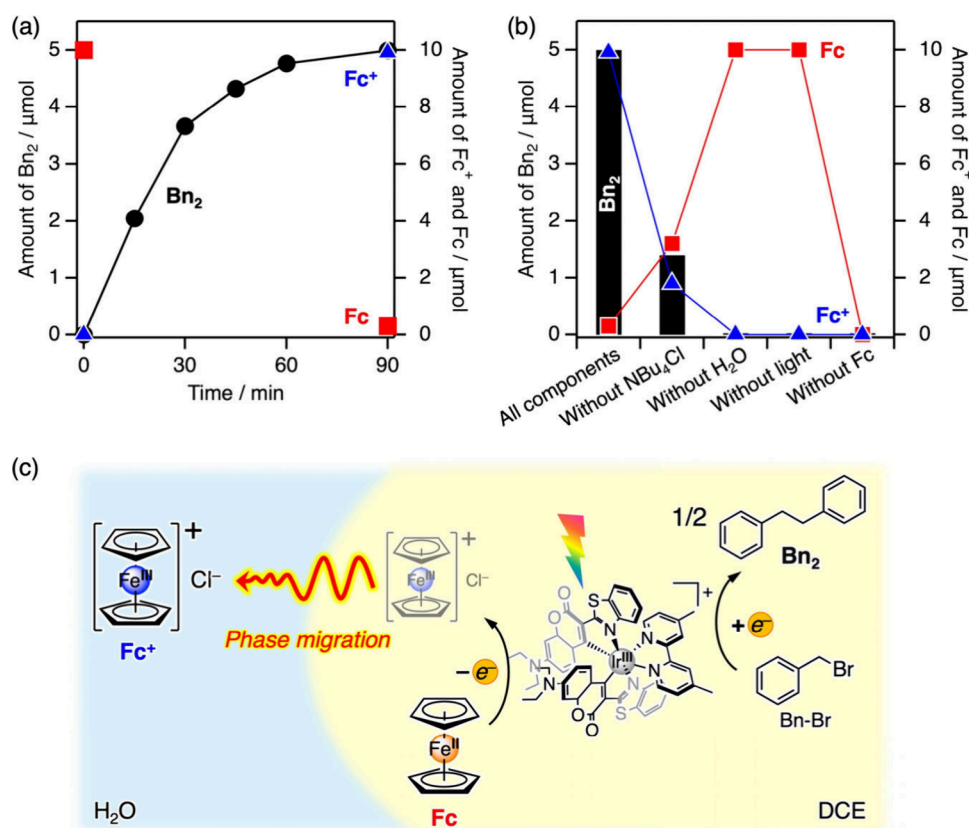 (a)
5
4
3
2
1
0
Amount of Bn₂ / µmol
10
8
6
4
2
0
Amount of Fc⁺ and Fc / µmol
Fc⁺
Bn₂
Fc
0
30
60
90
Time / min
(b)
5
4
3
2
1
0
Amount of Bn₂ / µmol
10
8
6
4
2
0
Amount of Fc⁺ and Fc / µmol
Bn₂
Fc
Fc⁺
All components
Without NBu₄Cl
Without H₂O
Without light
Without Fc
(c)
+
Feᴵᴵᴵ
Cl⁻
Fc⁺
Phase migration
+
Feᴵᴵᴵ
Cl⁻
– e⁻
Feᴵᴵ
Fc
H₂O
O
O
S
N
N
N
Irᴵᴵᴵ
N
N
N
O
O
S
+
1/2
Bn₂
+ e⁻
Br
Bn-Br
DCE